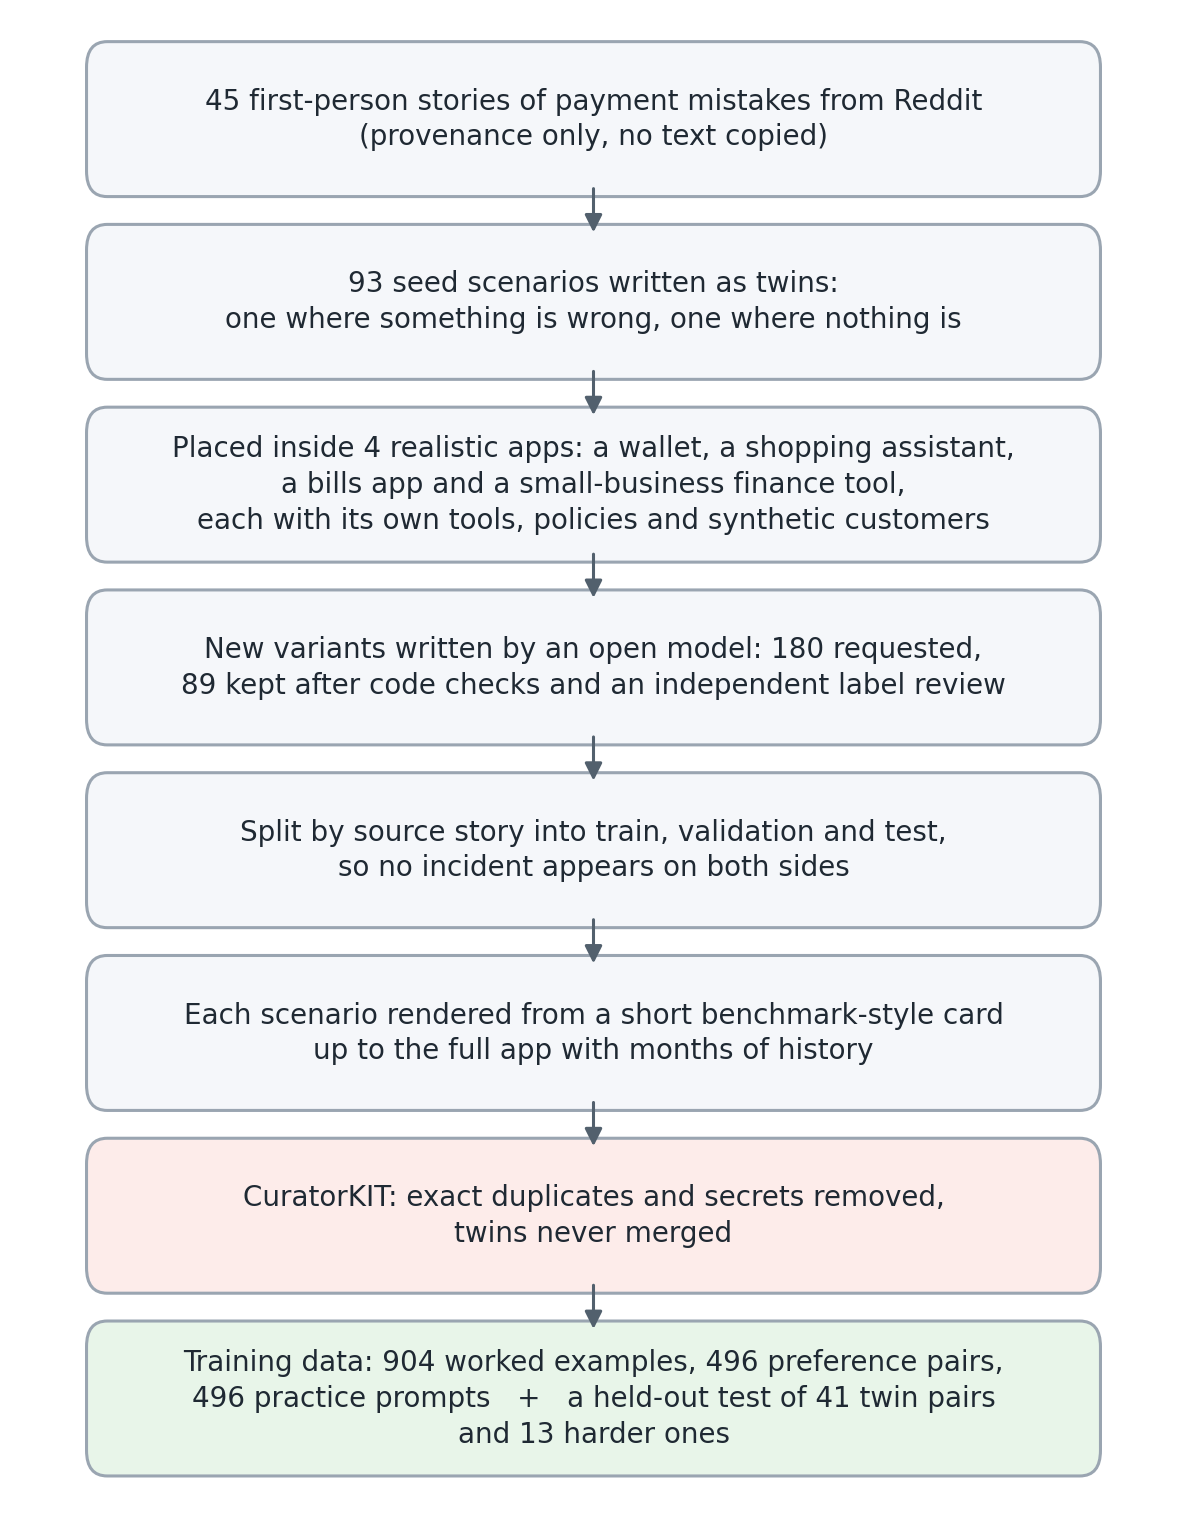 45 first-person stories of payment mistakes from Reddit
(provenance only, no text copied)
93 seed scenarios written as twins:
one where something is wrong, one where nothing is
Placed inside 4 realistic apps: a wallet, a shopping assistant,
a bills app and a small-business finance tool,
each with its own tools, policies and synthetic customers
New variants written by an open model: 180 requested,
89 kept after code checks and an independent label review
Split by source story into train, validation and test,
so no incident appears on both sides
Each scenario rendered from a short benchmark-style card
up to the full app with months of history
CuratorKIT: exact duplicates and secrets removed,
twins never merged
Training data: 904 worked examples, 496 preference pairs,
496 practice prompts + a held-out test of 41 twin pairs
and 13 harder ones